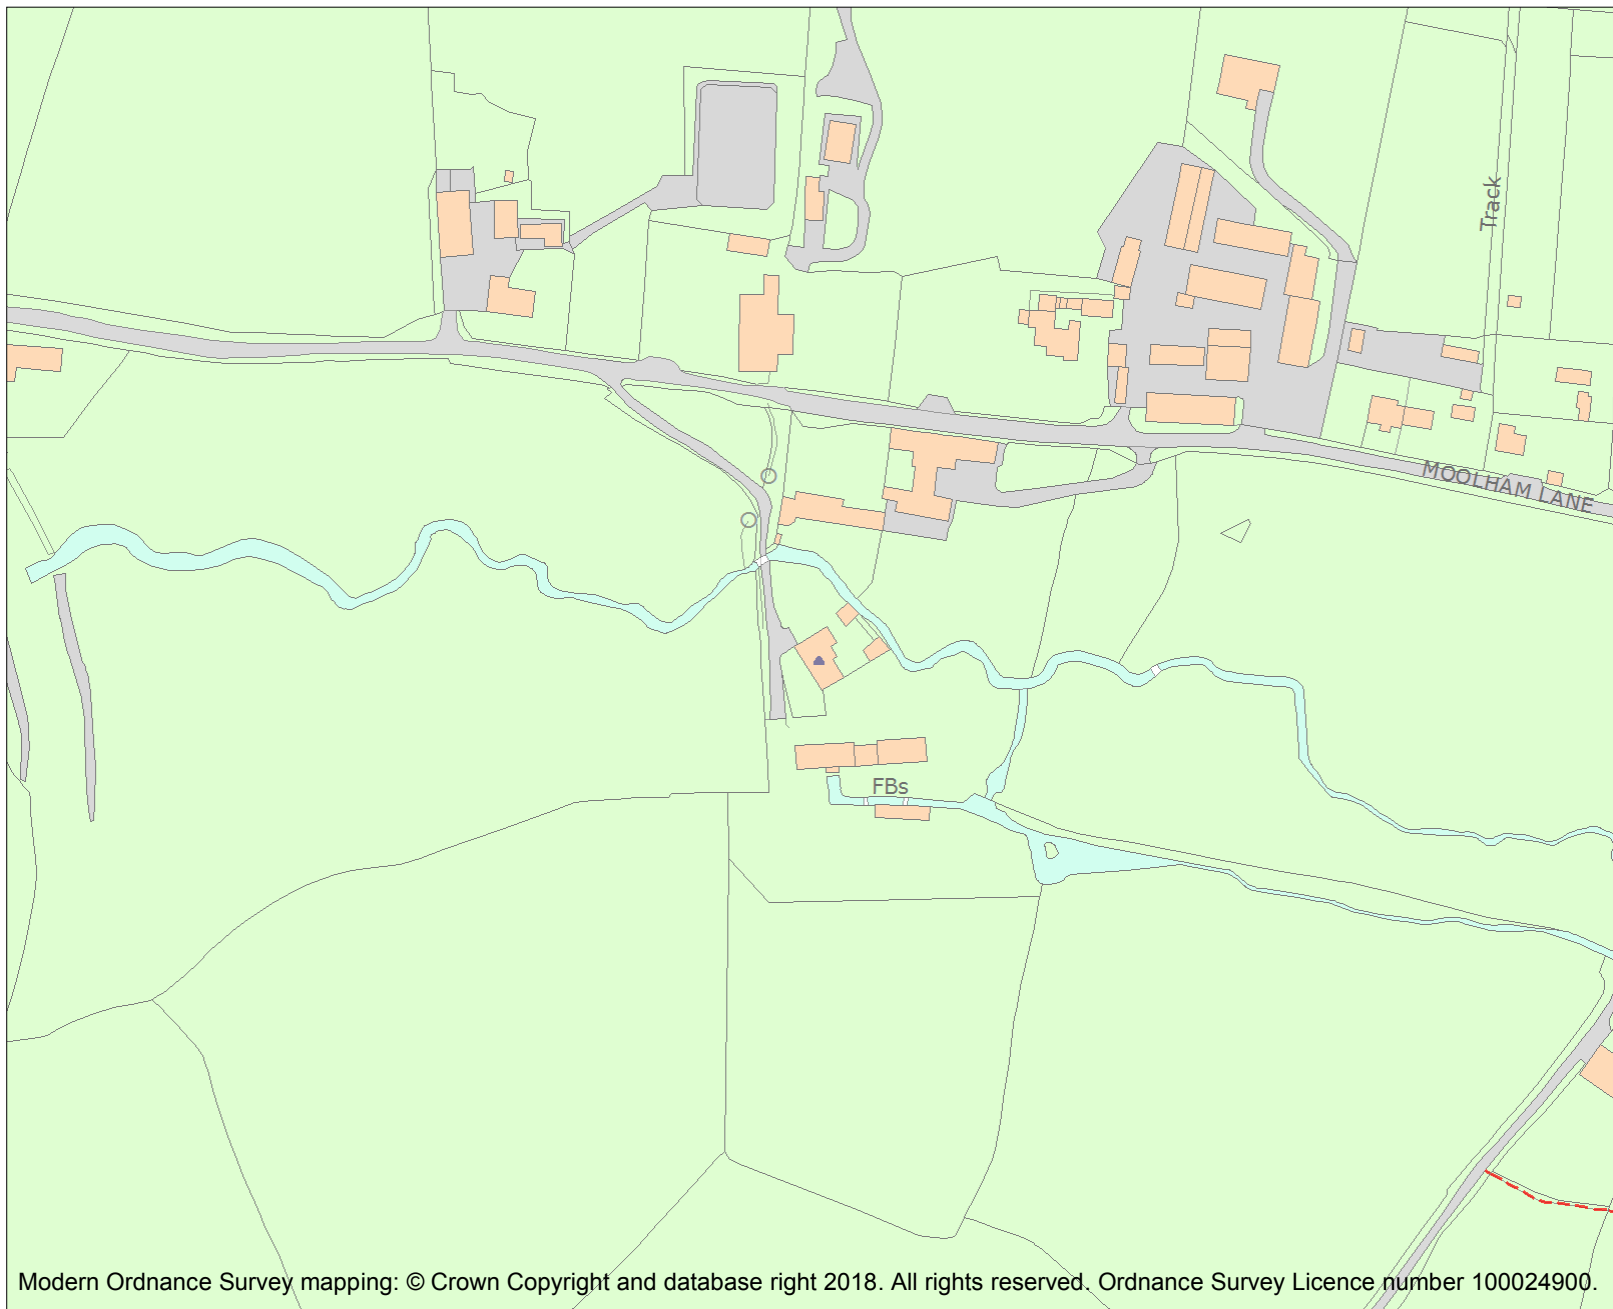 Track
MOOLHAM LANE
FBs
Modern Ordnance Survey mapping: © Crown Copyright and database right 2018. All rights reserved. Ordnance Survey Licence number 100024900.